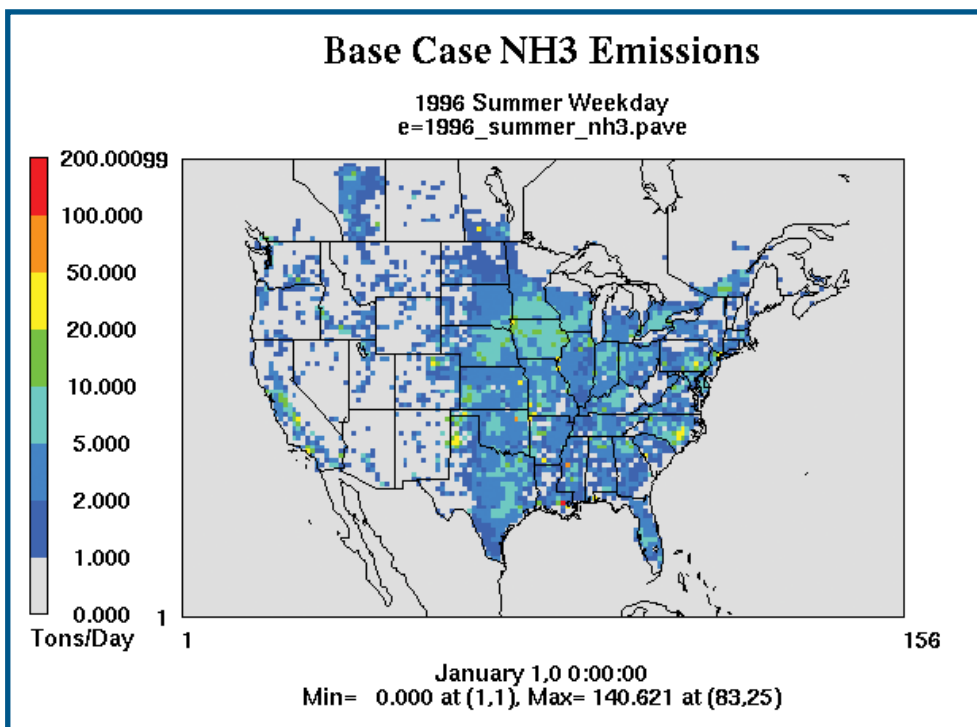 Base Case NH3 Emissions
1996 Summer Weekday
e=1996_summer_nh3.pave
200.000
100.000
50.000
20.000
10.000
5.000
2.000
1.000
0.000
Tons/Day
99
1
1
156
January 1,0 0:00:00
Min= 0.000 at (1,1), Max= 140.621 at (83,25)